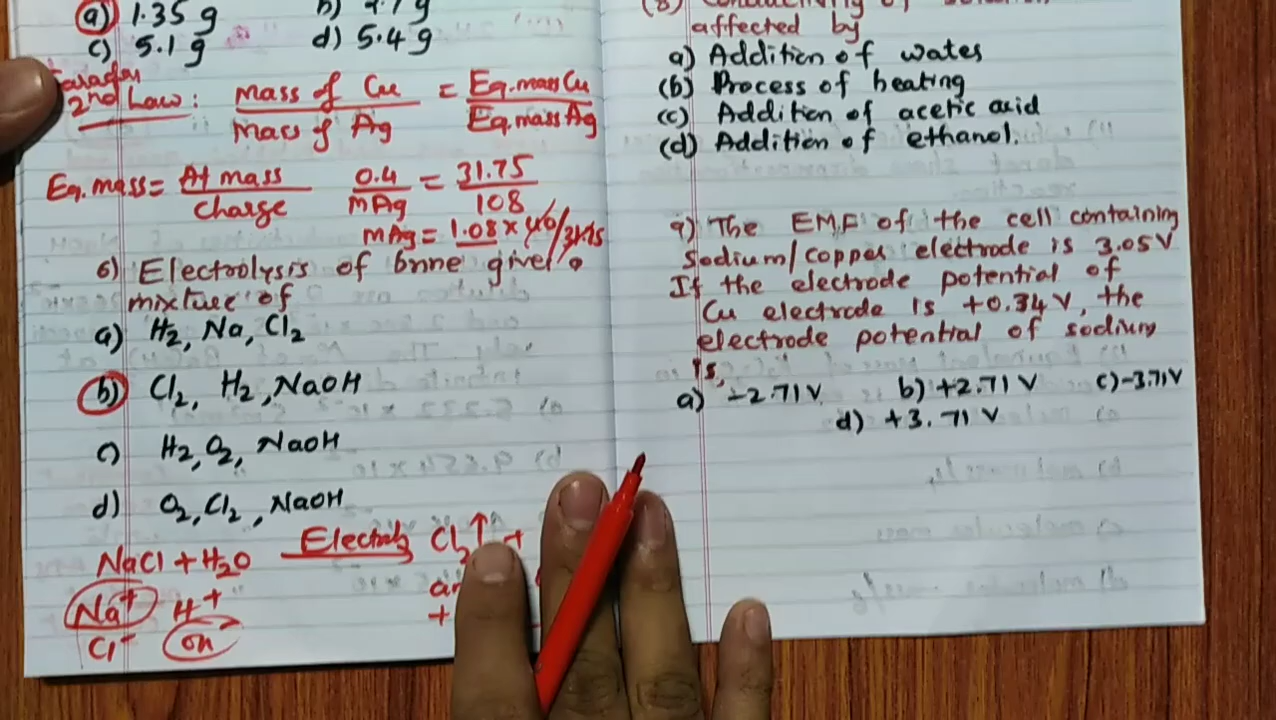 a) 1.35 g
c) 5.1 g d) 5.4 g
2nd Law: mass of Cu / Mass of Ag = Eq. mass Cu / Eq. mass Ag
Eq. mass = At mass / charge 0.4 / mAg = 31.75 / 108
mAg = 1.08 ×
6) Electrolysis of brine gives a
mixture of
a) H2, Na, Cl2
b) Cl2, H2, NaOH
c) H2, O2, NaOH
d) O2, Cl2, NaOH
NaCl + H2O Cl2↑ +
Na+ H+
Cl- OH-
+
affected by
a) Addition of water
(b) Process of heating
(c) Addition of acetic acid
(d) Addition of ethanol.
9) The EMF of the cell containing
sodium/copper electrode is 3.05V
If the electrode potential of
Cu electrode is +0.34V, the
electrode potential of sodium
is,
a) -2.71V b) +2.71 V c) -3.71V
d) +3.71 V